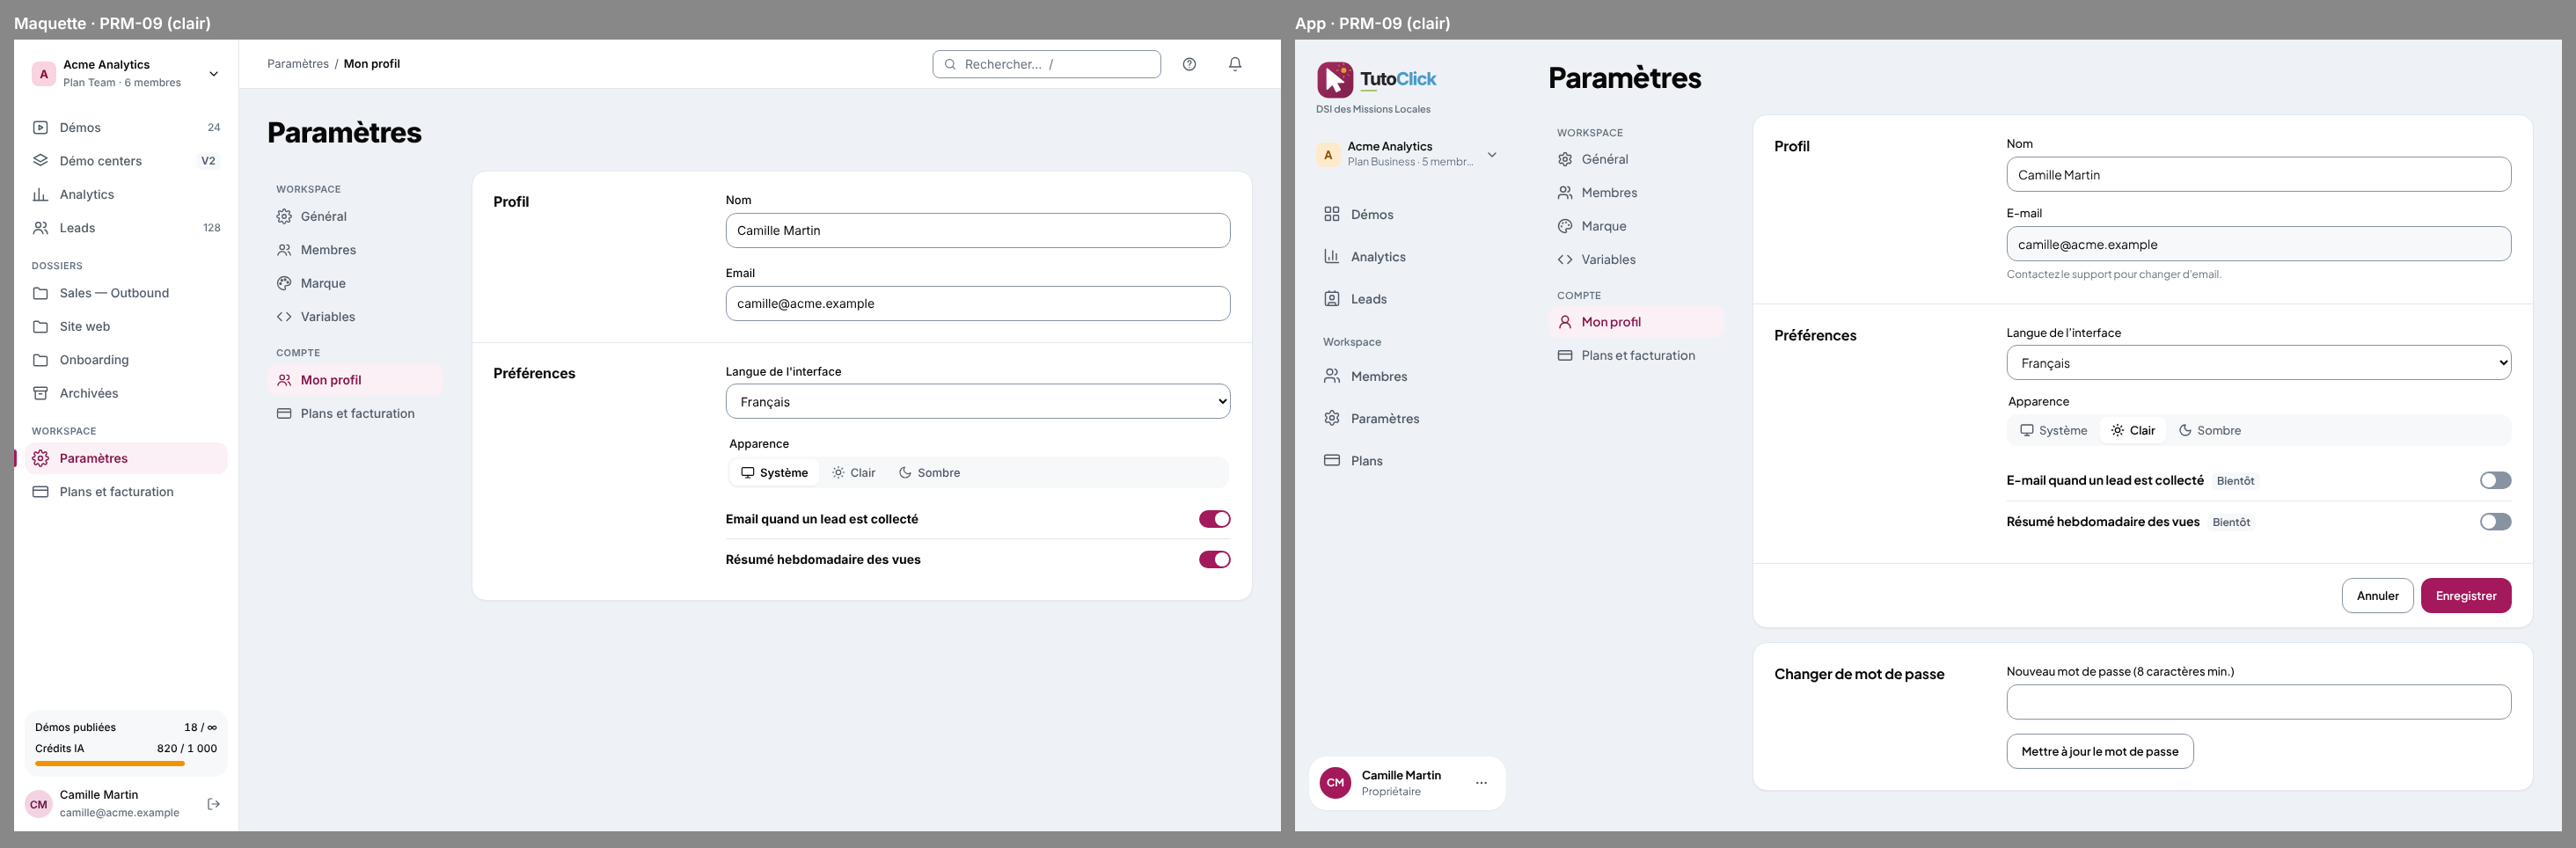 Maquette · PRM-09 (clair)
A
Acme Analytics
Plan Team · 6 membres
Démos 24
Démo centers V2
Analytics
Leads 128
DOSSIERS
Sales — Outbound
Site web
Onboarding
Archivées
WORKSPACE
Paramètres
Plans et facturation
Démos publiées 18 / ∞
Crédits IA 820 / 1 000
CM
Camille Martin
camille@acme.example
Paramètres / Mon profil
Rechercher... /
Paramètres
WORKSPACE
Général
Membres
Marque
Variables
COMPTE
Mon profil
Plans et facturation
Profil
Nom
Camille Martin
Email
camille@acme.example
Préférences
Langue de l'interface
Français
Apparence
Système Clair Sombre
Email quand un lead est collecté
Résumé hebdomadaire des vues
App · PRM-09 (clair)
TutoClick
DSI des Missions Locales
A
Acme Analytics
Plan Business · 5 membr...
Démos
Analytics
Leads
Workspace
Membres
Paramètres
Plans
CM
Camille Martin
Propriétaire
Paramètres
WORKSPACE
Général
Membres
Marque
Variables
COMPTE
Mon profil
Plans et facturation
Profil
Nom
Camille Martin
E-mail
camille@acme.example
Contactez le support pour changer d'email.
Préférences
Langue de l'interface
Français
Apparence
Système Clair Sombre
E-mail quand un lead est collecté Bientôt
Résumé hebdomadaire des vues Bientôt
Annuler Enregistrer
Changer de mot de passe
Nouveau mot de passe (8 caractères min.)
Mettre à jour le mot de passe